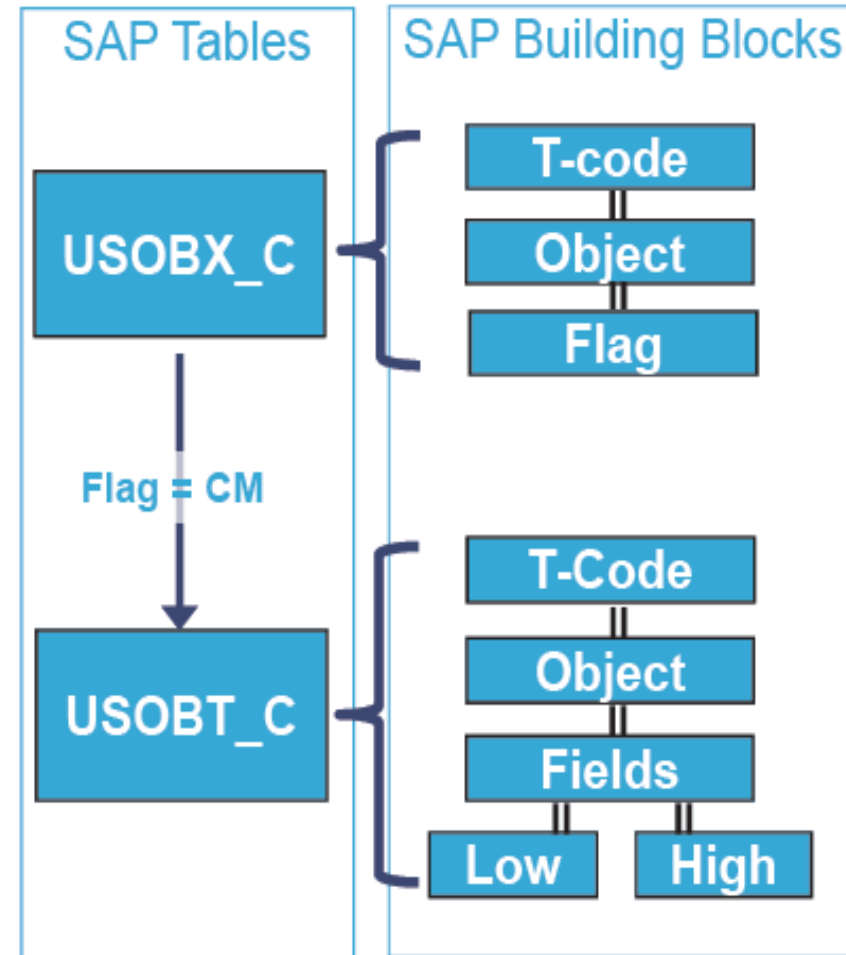 SAP Tables
SAP Building Blocks
USOBX_C
T-code
Object
Flag
Flag = CM
USOBT_C
T-Code
Object
Fields
Low
High